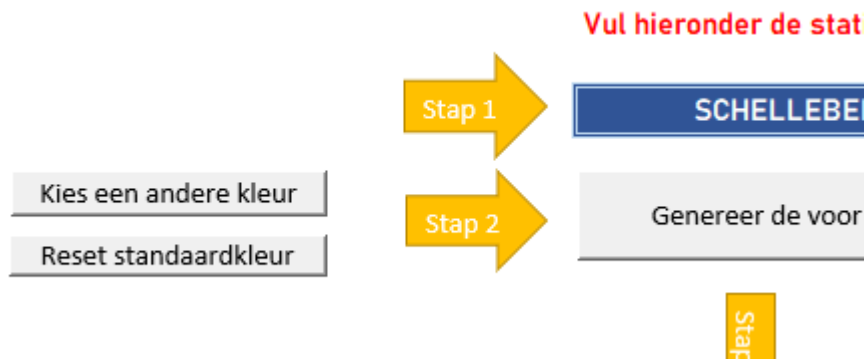 Vul hieronder de stat
Stap 1
SCHELLEBE
Kies een andere kleur
Stap 2
Genereer de voor
Reset standaardkleur
Stap